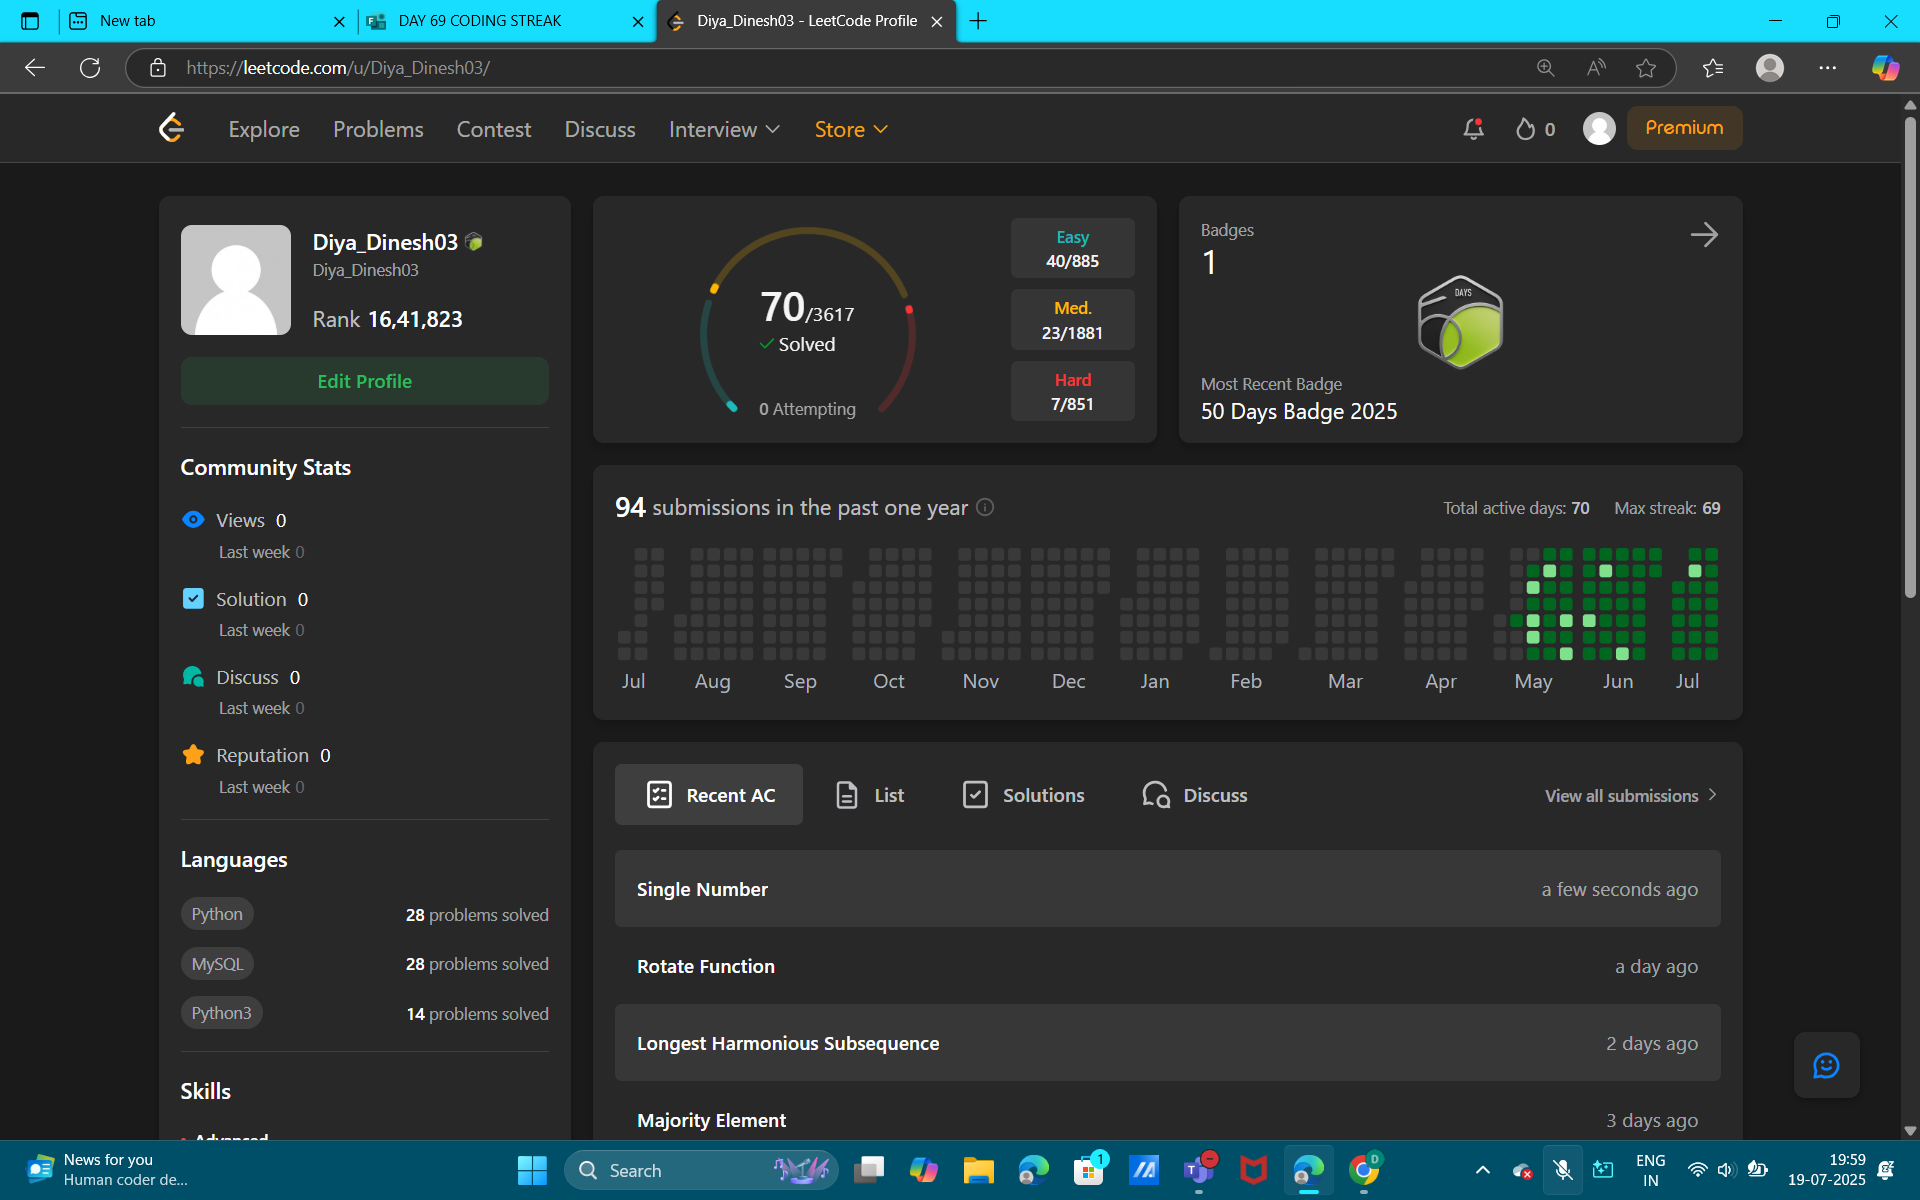 New tab
DAY 69 CODING STREAK
Diya_Dinesh03 - LeetCode Profile
https://leetcode.com/u/Diya_Dinesh03/
Explore
Problems
Contest
Discuss
Interview
Store
0
Premium
Diya_Dinesh03
Diya_Dinesh03
Rank 16,41,823
Edit Profile
Community Stats
Views 0
Last week 0
Solution 0
Last week 0
Discuss 0
Last week 0
Reputation 0
Last week 0
Languages
Python
28 problems solved
MySQL
28 problems solved
Python3
14 problems solved
Skills
Advanced
70/3617
Solved
0 Attempting
Easy
40/885
Med.
23/1881
Hard
7/851
Badges
1
DAYS
Most Recent Badge
50 Days Badge 2025
94 submissions in the past one year
Total active days: 70
Max streak: 69
Jul
Aug
Sep
Oct
Nov
Dec
Jan
Feb
Mar
Apr
May
Jun
Jul
Recent AC
List
Solutions
Discuss
View all submissions
Single Number
a few seconds ago
Rotate Function
a day ago
Longest Harmonious Subsequence
2 days ago
Majority Element
3 days ago
News for you
Human coder de...
Search
1
D
ENG
IN
19:59
19-07-2025